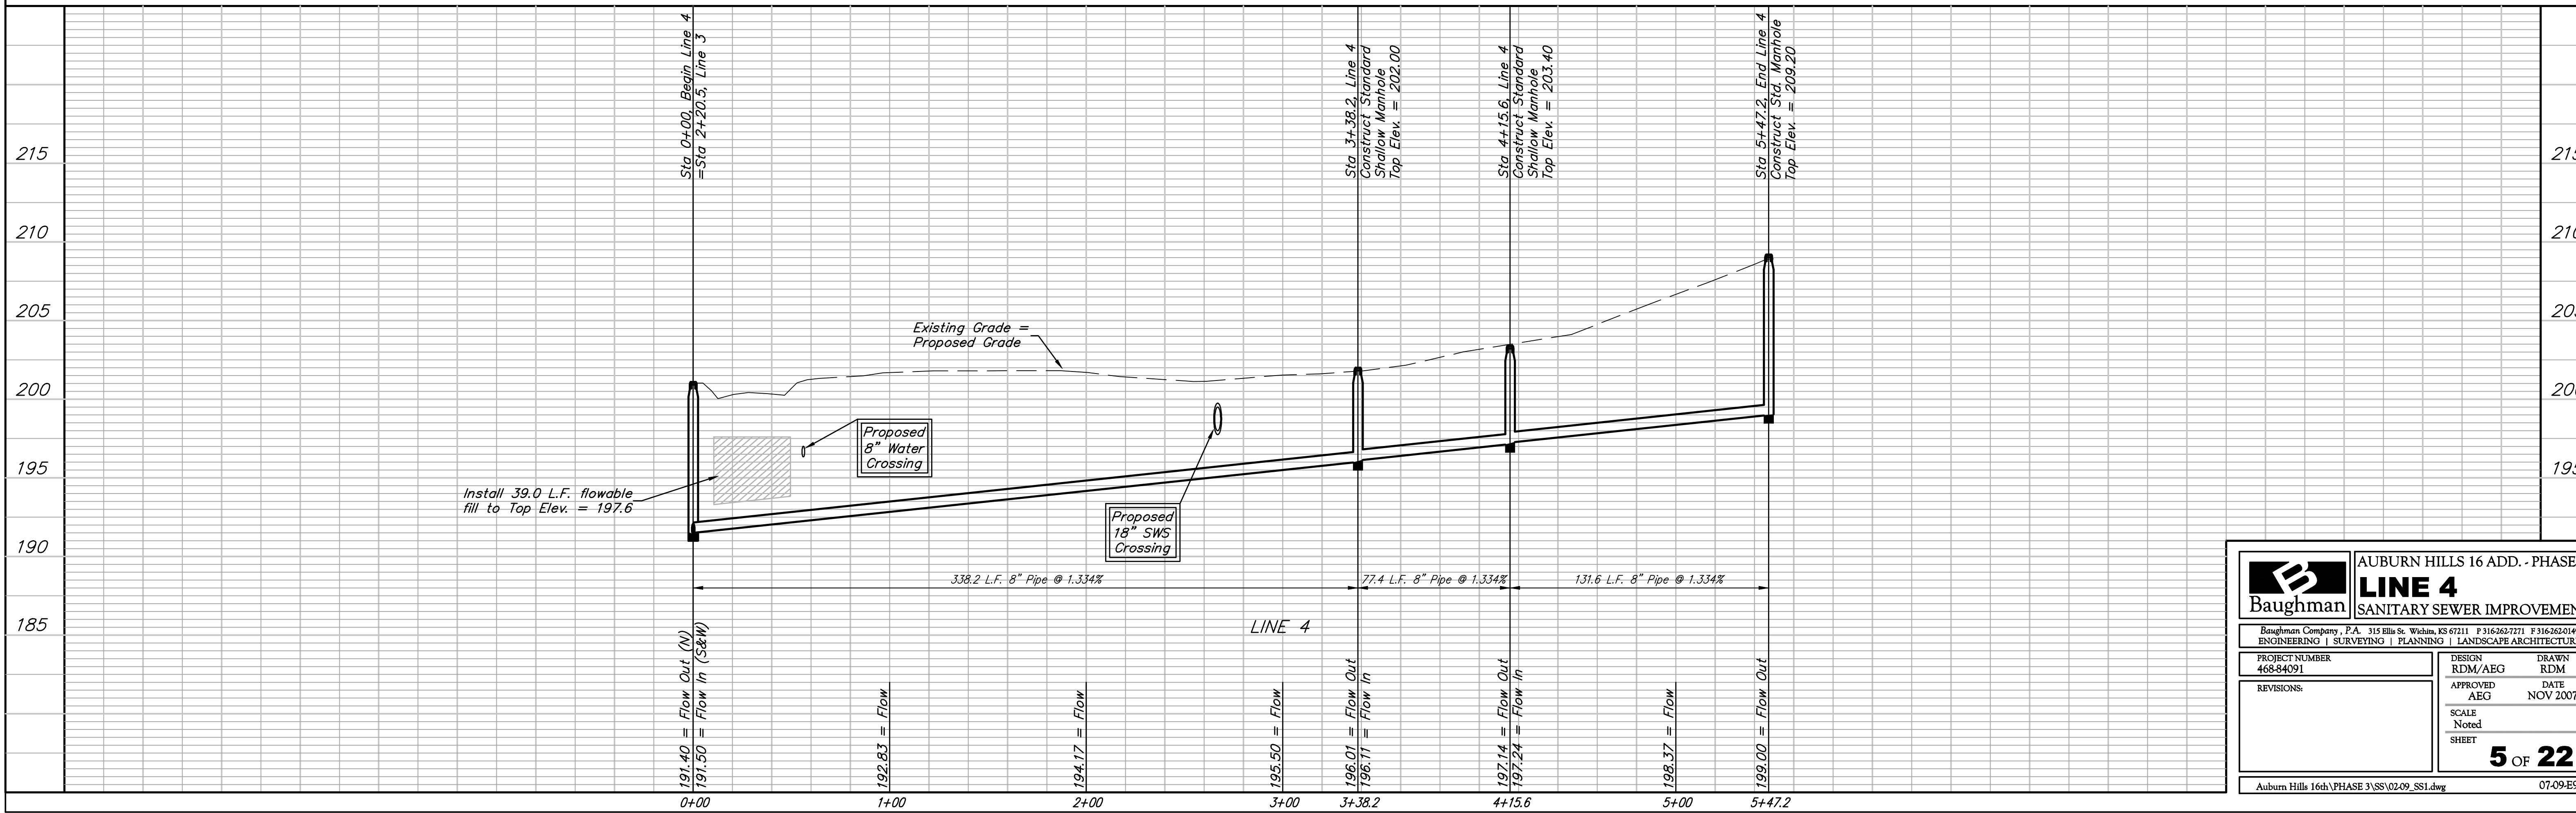 Sta 0+00, Begin Line 4
=Sta 2+20.5, Line 3
Sta 3+38.2, Line 4
Construct Standard
Shallow Manhole
Top Elev. = 202.00
Sta 4+15.6, Line 4
Construct Standard
Shallow Manhole
Top Elev. = 203.40
Sta 5+47.2, End Line 4
Construct Std. Manhole
Top Elev. = 209.20
215
210
205
200
195
190
185
Existing Grade =
Proposed Grade
Proposed
8" Water
Crossing
Install 39.0 L.F. flowable
fill to Top Elev. = 197.6
Proposed
18" SWS
Crossing
338.2 L.F. 8" Pipe @ 1.334%
77.4 L.F. 8" Pipe @ 1.334%
131.6 L.F. 8" Pipe @ 1.334%
LINE 4
191.40 = Flow Out (N)
191.50 = Flow In (S&W)
192.83 = Flow
194.17 = Flow
195.50 = Flow
196.01 = Flow Out
196.11 = Flow In
197.14 = Flow Out
197.24 = Flow In
198.37 = Flow
199.00 = Flow Out
0+00
1+00
2+00
3+00
3+38.2
4+15.6
5+00
5+47.2
210
Baughman
AUBURN HILLS 16 ADD. - PHASE
LINE 4
SANITARY SEWER IMPROVEMEN
Baughman Company, P.A. 315 Ellis St. Wichita, KS 67211 P 316-262-7271 F 316-262-014
ENGINEERING | SURVEYING | PLANNING | LANDSCAPE ARCHITECTUR
PROJECT NUMBER
468-84091
REVISIONS:
DESIGN
RDM/AEG
DRAWN
RDM
APPROVED
AEG
DATE
NOV 2007
SCALE
Noted
SHEET
5 OF 22
Auburn Hills 16th\PHASE 3\SS\02-09_SS1.dwg
07-09-E9